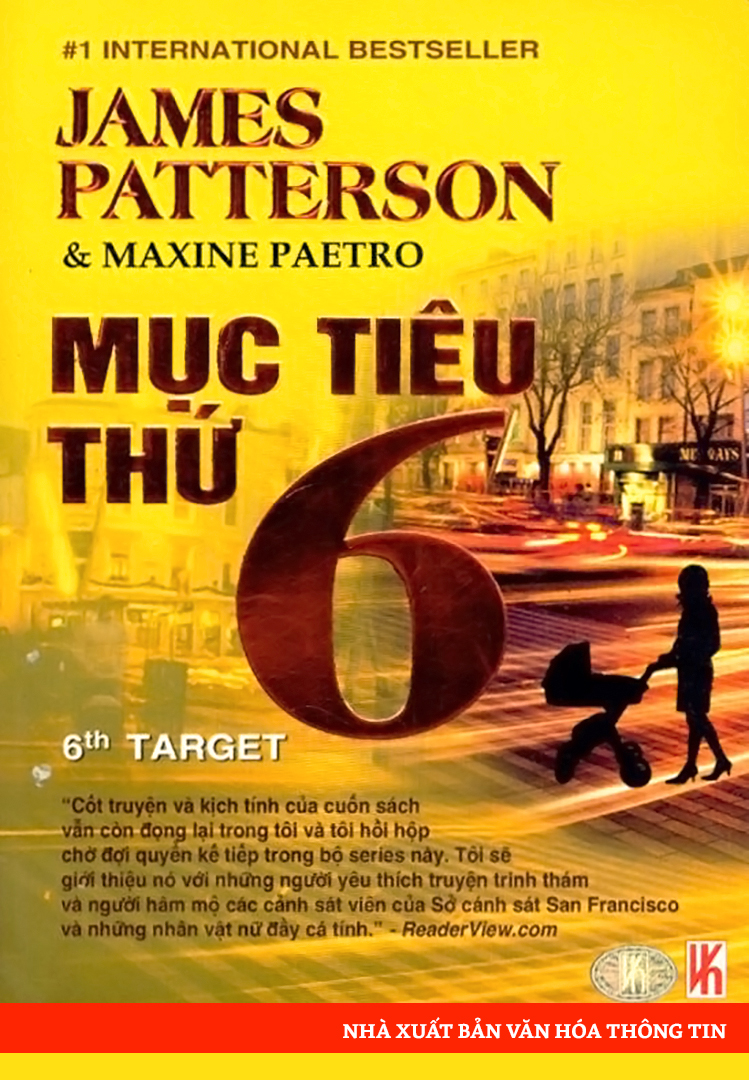 #1 INTERNATIONAL BESTSELLER
JAMES
PATTERSON
& MAXINE PAETRO
MỤC TIÊU
THỨ
6
6th TARGET
"Cốt truyện và kịch tính của cuốn sách
vẫn còn đọng lại trong tôi và tôi hồi hộp
chờ đợi quyển kế tiếp trong bộ series này. Tôi sẽ
giới thiệu nó với những người yêu thích truyện trinh thám
và người hâm mộ các cảnh sát viên của Sở cảnh sát San Francisco
và những nhân vật nữ đầy cá tính." - ReaderView.com
NHÀ XUẤT BẢN VĂN HÓA THÔNG TIN